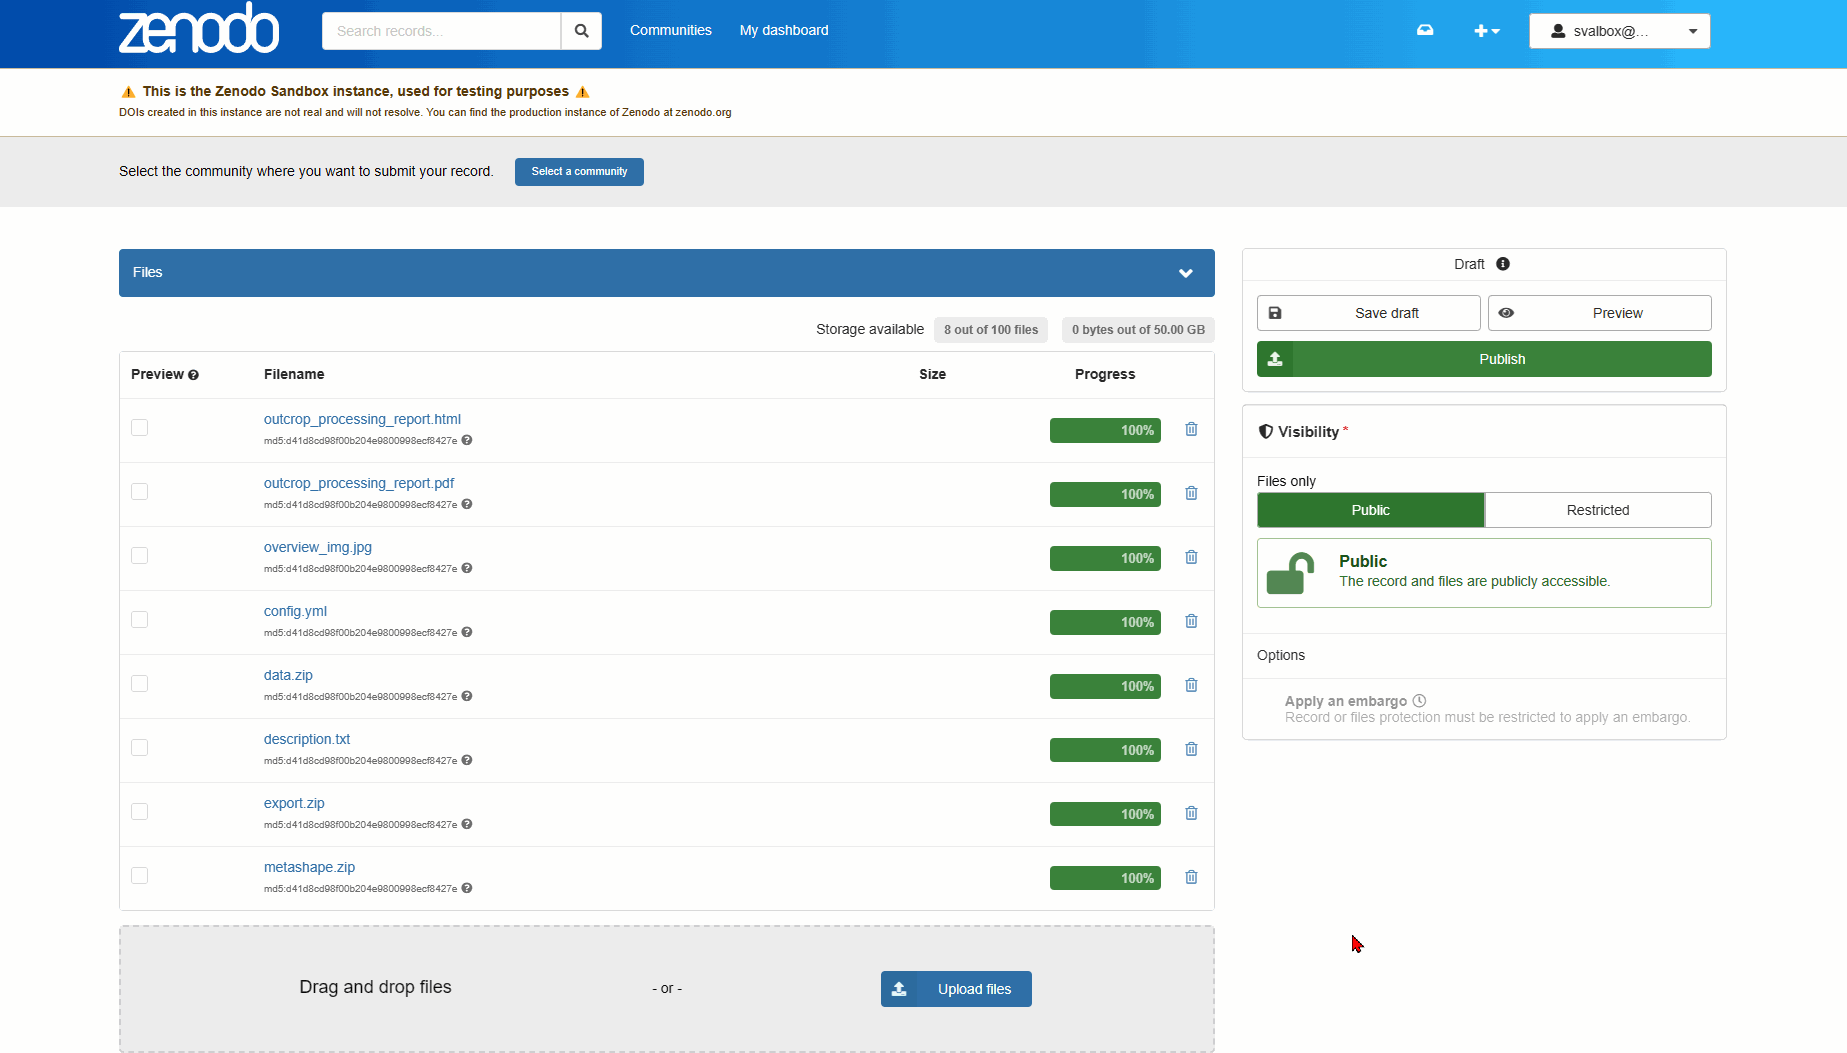 zenodo
Search records...
Communities
My dashboard
svalbox@...
This is the Zenodo Sandbox instance, used for testing purposes
DOIs created in this instance are not real and will not resolve. You can find the production instance of Zenodo at zenodo.org
Select the community where you want to submit your record.
Select a community
Files
Storage available 8 out of 100 files 0 bytes out of 50.00 GB
Preview Filename Size Progress
outcrop_processing_report.html
md5:d41d8cd98f00b204e9800998ecf8427e
100%
outcrop_processing_report.pdf
md5:d41d8cd98f00b204e9800998ecf8427e
100%
overview_img.jpg
md5:d41d8cd98f00b204e9800998ecf8427e
100%
config.yml
md5:d41d8cd98f00b204e9800998ecf8427e
100%
data.zip
md5:d41d8cd98f00b204e9800998ecf8427e
100%
description.txt
md5:d41d8cd98f00b204e9800998ecf8427e
100%
export.zip
md5:d41d8cd98f00b204e9800998ecf8427e
100%
metashape.zip
md5:d41d8cd98f00b204e9800998ecf8427e
100%
Drag and drop files
- or -
Upload files
Draft
Save draft
Preview
Publish
Visibility *
Files only
Public
Restricted
Public
The record and files are publicly accessible.
Options
Apply an embargo
Record or files protection must be restricted to apply an embargo.